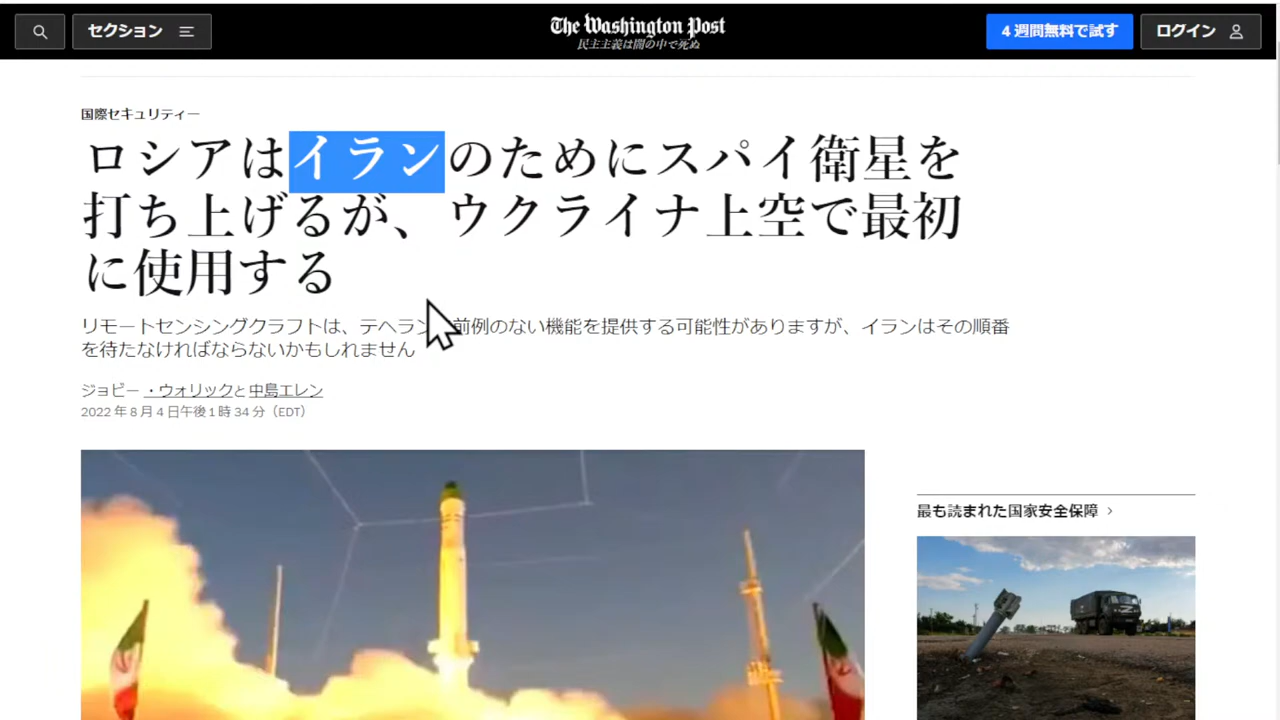 セクション
The Washington Post
民主主義は闇の中で死ぬ
4 週間無料で試す
ログイン
国際セキュリティー
ロシアはイランのためにスパイ衛星を
打ち上げるが、ウクライナ上空で最初
に使用する
リモートセンシングクラフトは、テヘラン 前例のない機能を提供する可能性がありますが、イランはその順番
を待たなければならないかもしれません
ジョビー ・ウォリックと 中島エレン
2022 年 8 月 4 日午後 1 時 34 分（EDT）
最も読まれた国家安全保障